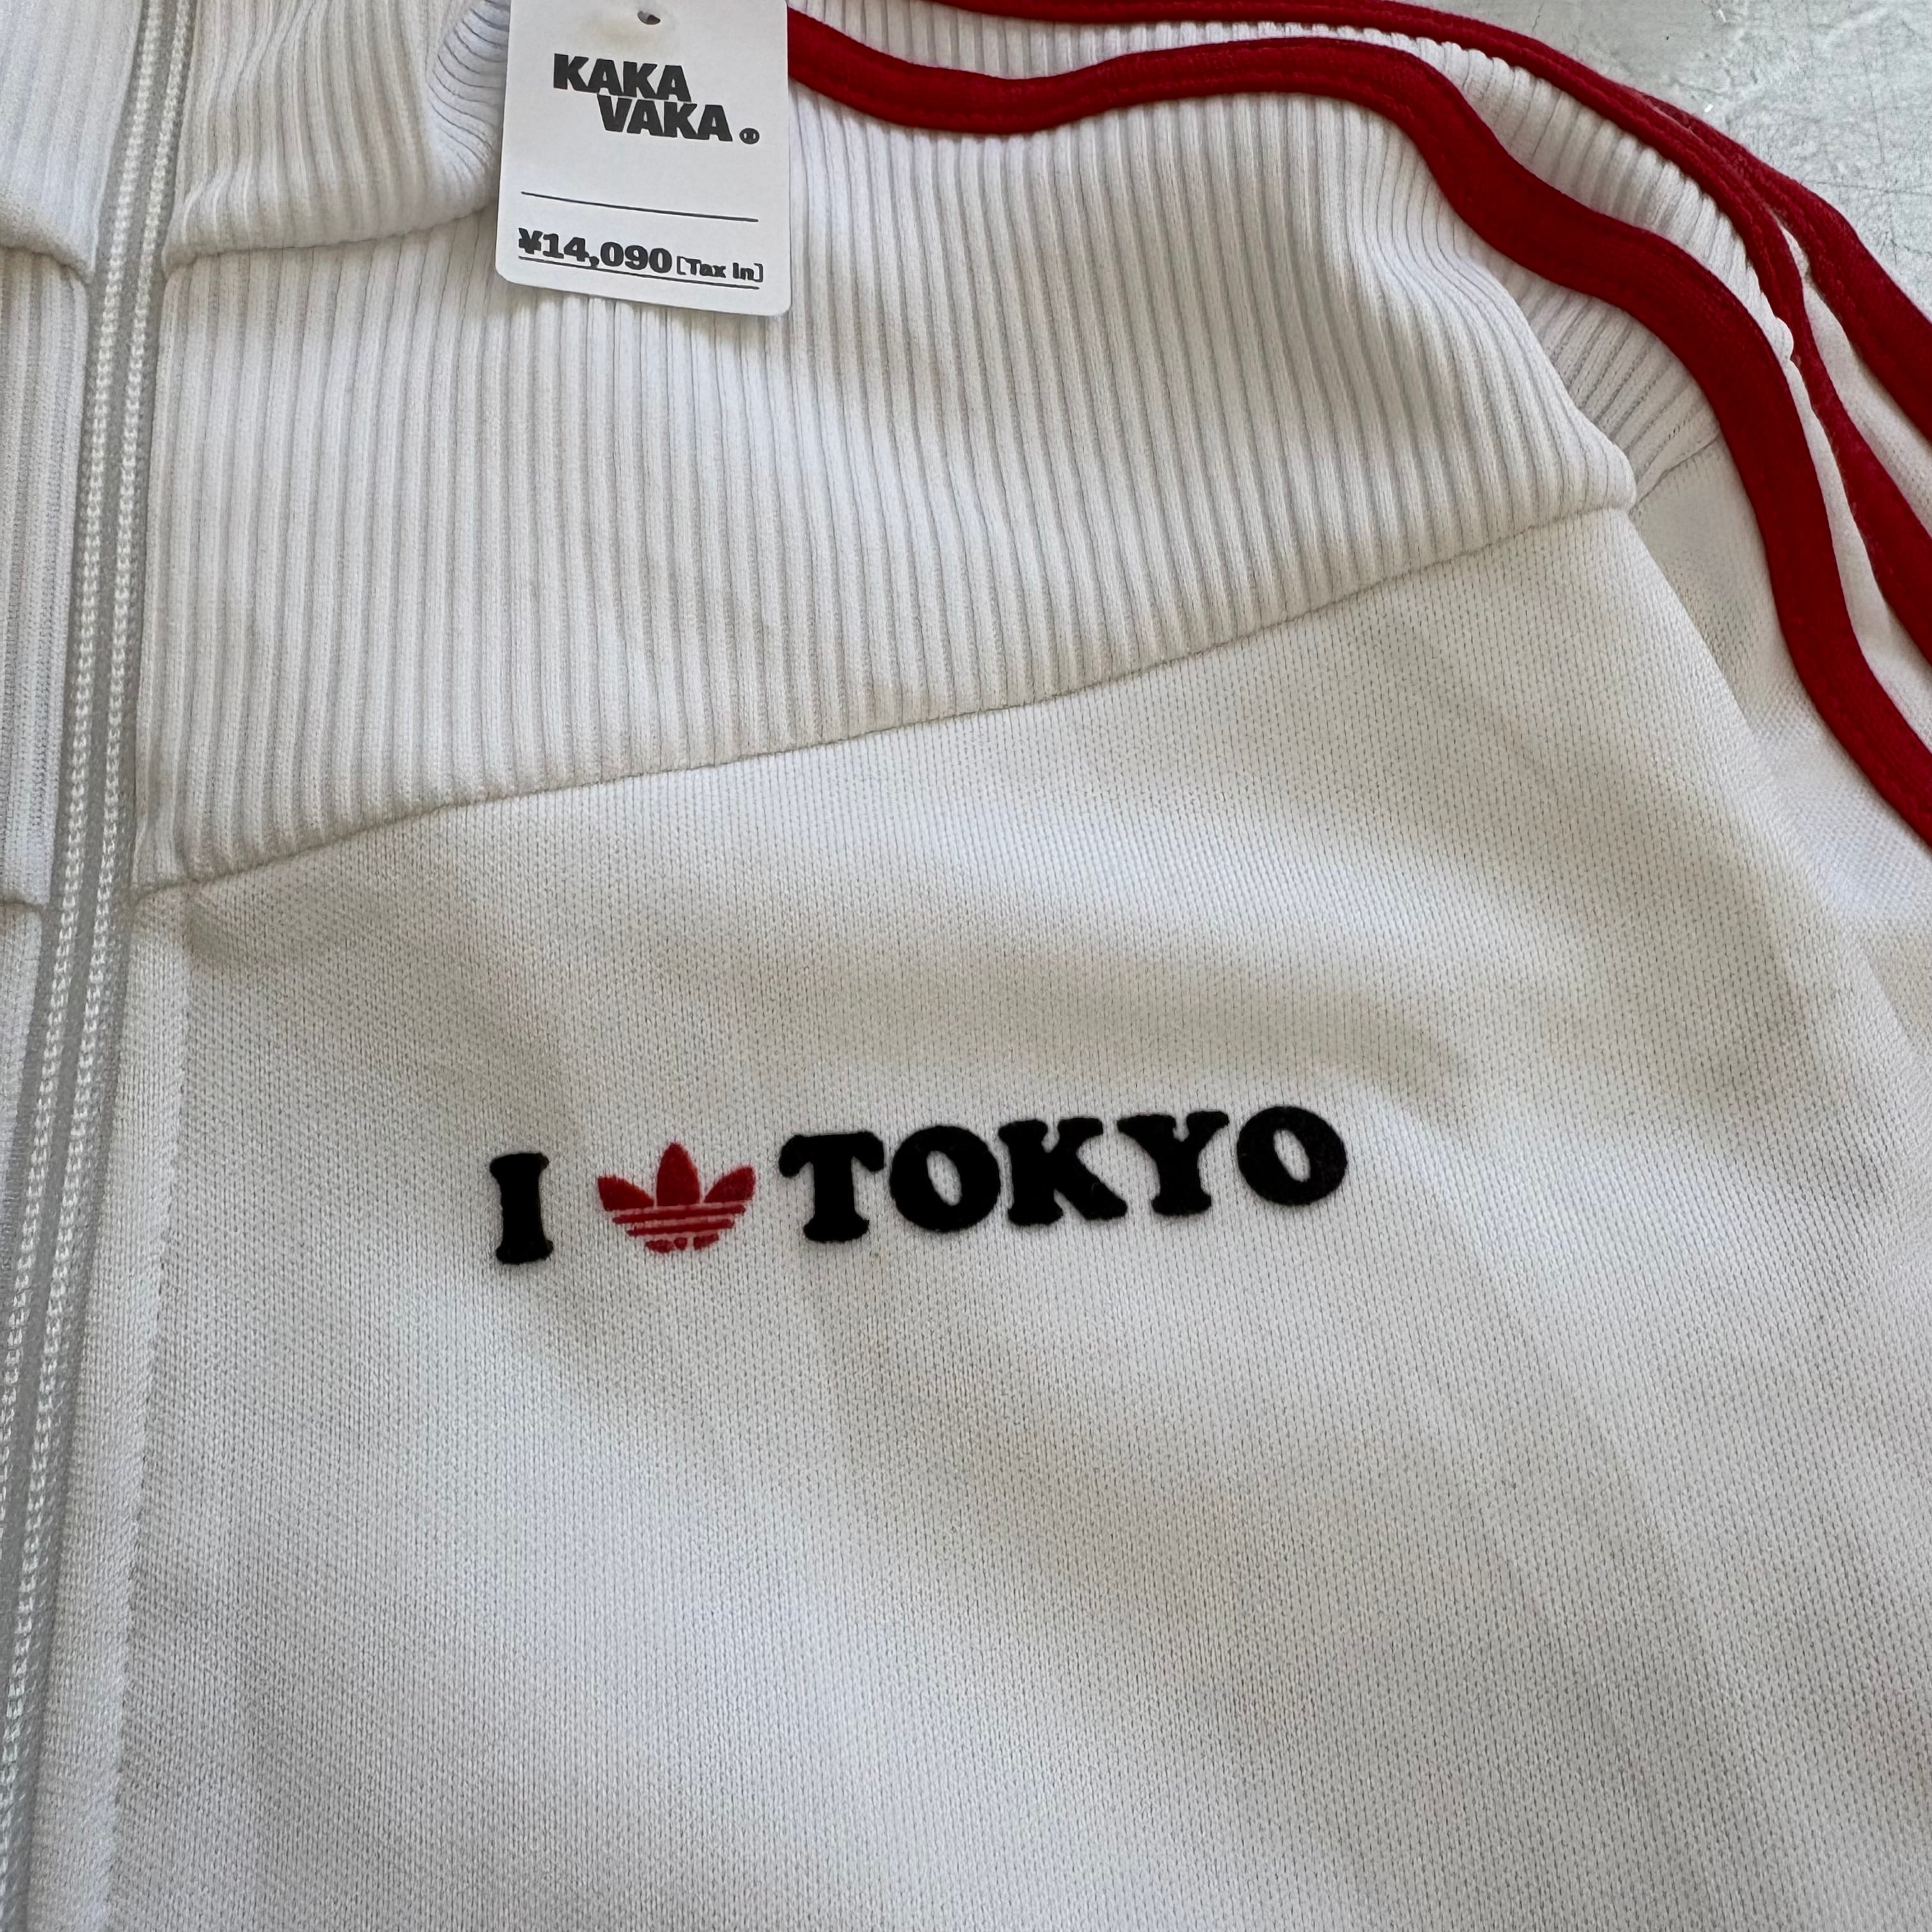 KAKA
VAKA
¥14,090 [Tax in]
I TOKYO